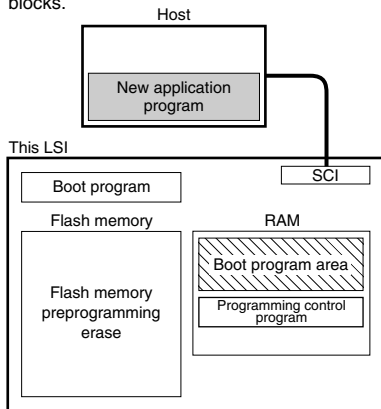 blocks.
Host
New application
program
This LSI
SCI
Boot program
Flash memory
RAM
Flash memory
preprogramming
erase
Boot program area
Programming control
program